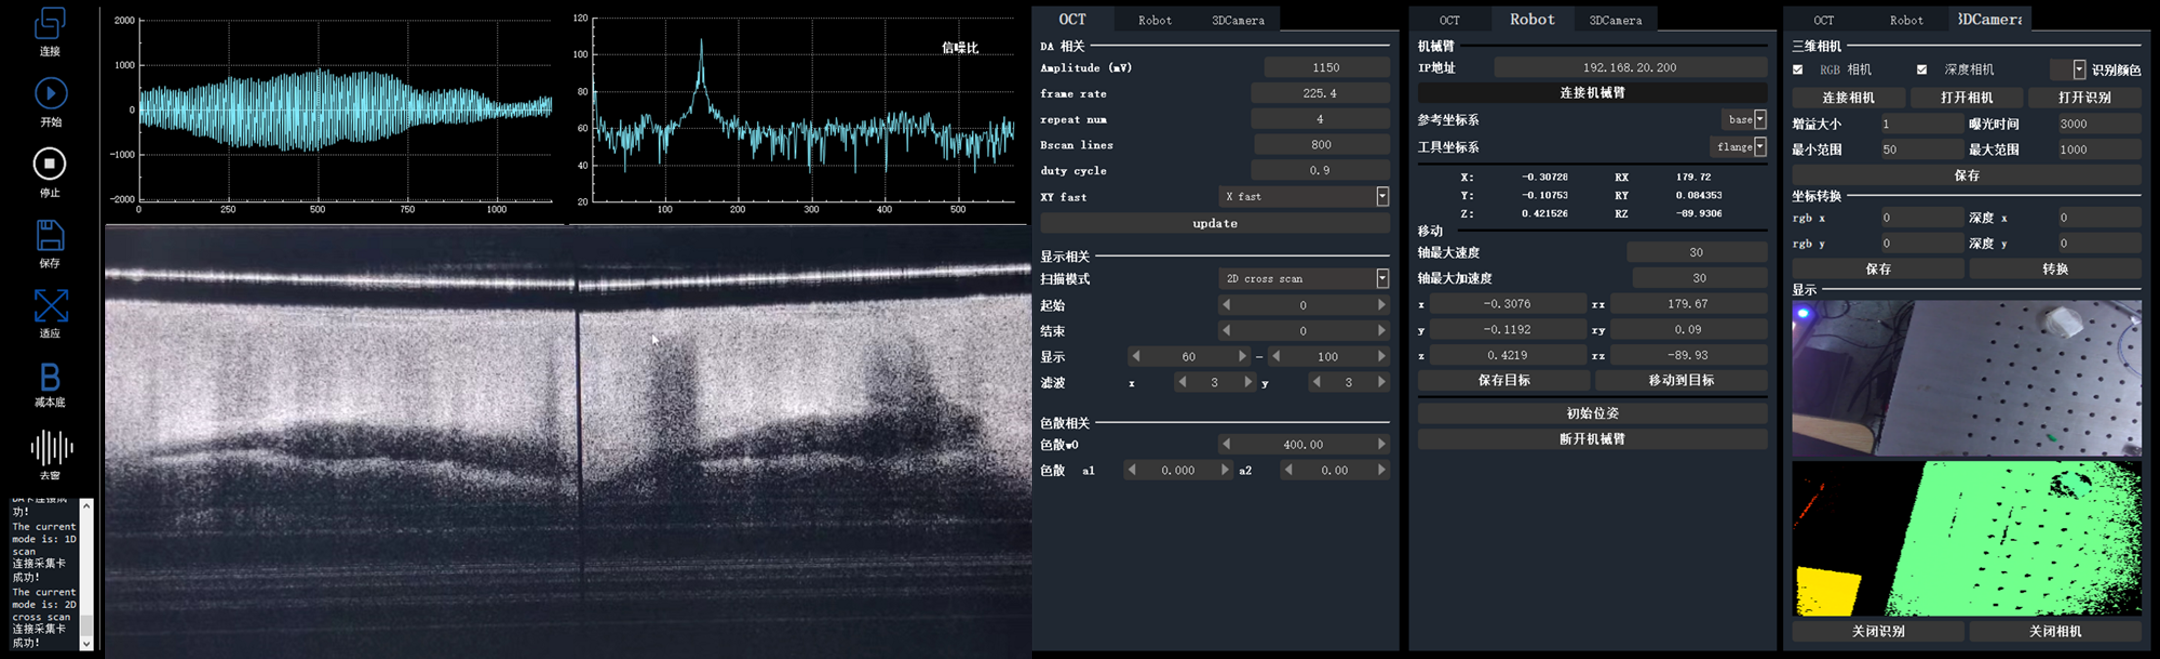 连接
开始
停止
保存
适应
减本底
去窗
DA卡连接成
功!
The current
mode is: 1D
scan
连接采集卡
成功!
The current
mode is: 2D
cross scan
连接采集卡
成功!
2000
1000
0
-1000
-2000
0 250 500 750 1000
120
100
80
60
40
20
100 200 300 400 500
信噪比
OCT Robot 3DCamera
DA 相关
Amplitude (mV) 1150
frame rate 225.4
repeat num 4
Bscan lines 800
duty cycle 0.9
XY fast X fast
update
显示相关
扫描模式 2D cross scan
起始 0
结束 0
显示 60 - 100
滤波 x 3 y 3
色散相关
色散w0 400.00
色散 a1 0.000 a2 0.00
OCT Robot 3DCamera
机械臂
IP地址 192.168.20.200
连接机械臂
参考坐标系 base
工具坐标系 flange
X: -0.30728 RX 179.72
Y: -0.10753 RY 0.084353
Z: 0.421526 RZ -89.9306
移动
轴最大速度 30
轴最大加速度 30
x -0.3076 rx 179.67
y -0.1192 ry 0.09
z 0.4219 rz -89.93
保存目标 移动到目标
初始位姿
断开机械臂
OCT Robot 3DCamera
三维相机
RGB 相机 深度相机 识别颜色
连接相机 打开相机 打开识别
增益大小 1 曝光时间 3000
最小范围 50 最大范围 1000
保存
坐标转换
rgb x 0 深度 x 0
rgb y 0 深度 y 0
保存 转换
显示
关闭识别 关闭相机